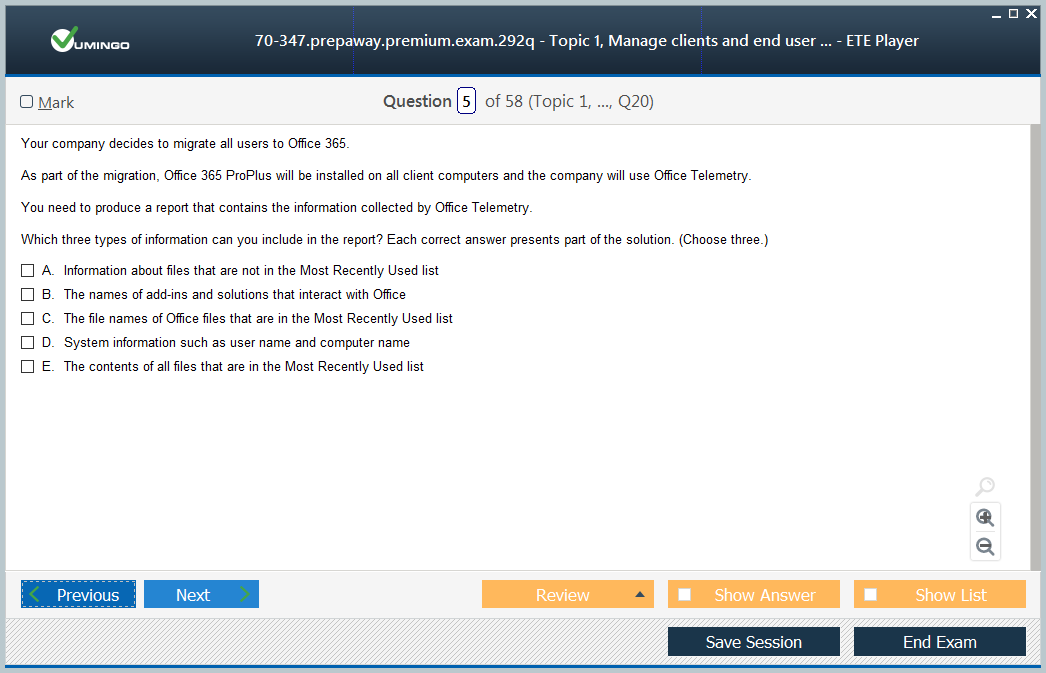 VUMINGO
70-347.prepaway.premium.exam.292q - Topic 1, Manage clients and end user ... - ETE Player
Mark
Question 5 of 58 (Topic 1, ..., Q20)
Your company decides to migrate all users to Office 365.
As part of the migration, Office 365 ProPlus will be installed on all client computers and the company will use Office Telemetry.
You need to produce a report that contains the information collected by Office Telemetry.
Which three types of information can you include in the report? Each correct answer presents part of the solution. (Choose three.)
A. Information about files that are not in the Most Recently Used list
B. The names of add-ins and solutions that interact with Office
C. The file names of Office files that are in the Most Recently Used list
D. System information such as user name and computer name
E. The contents of all files that are in the Most Recently Used list
Previous
Next
Review
Show Answer
Show List
Save Session
End Exam